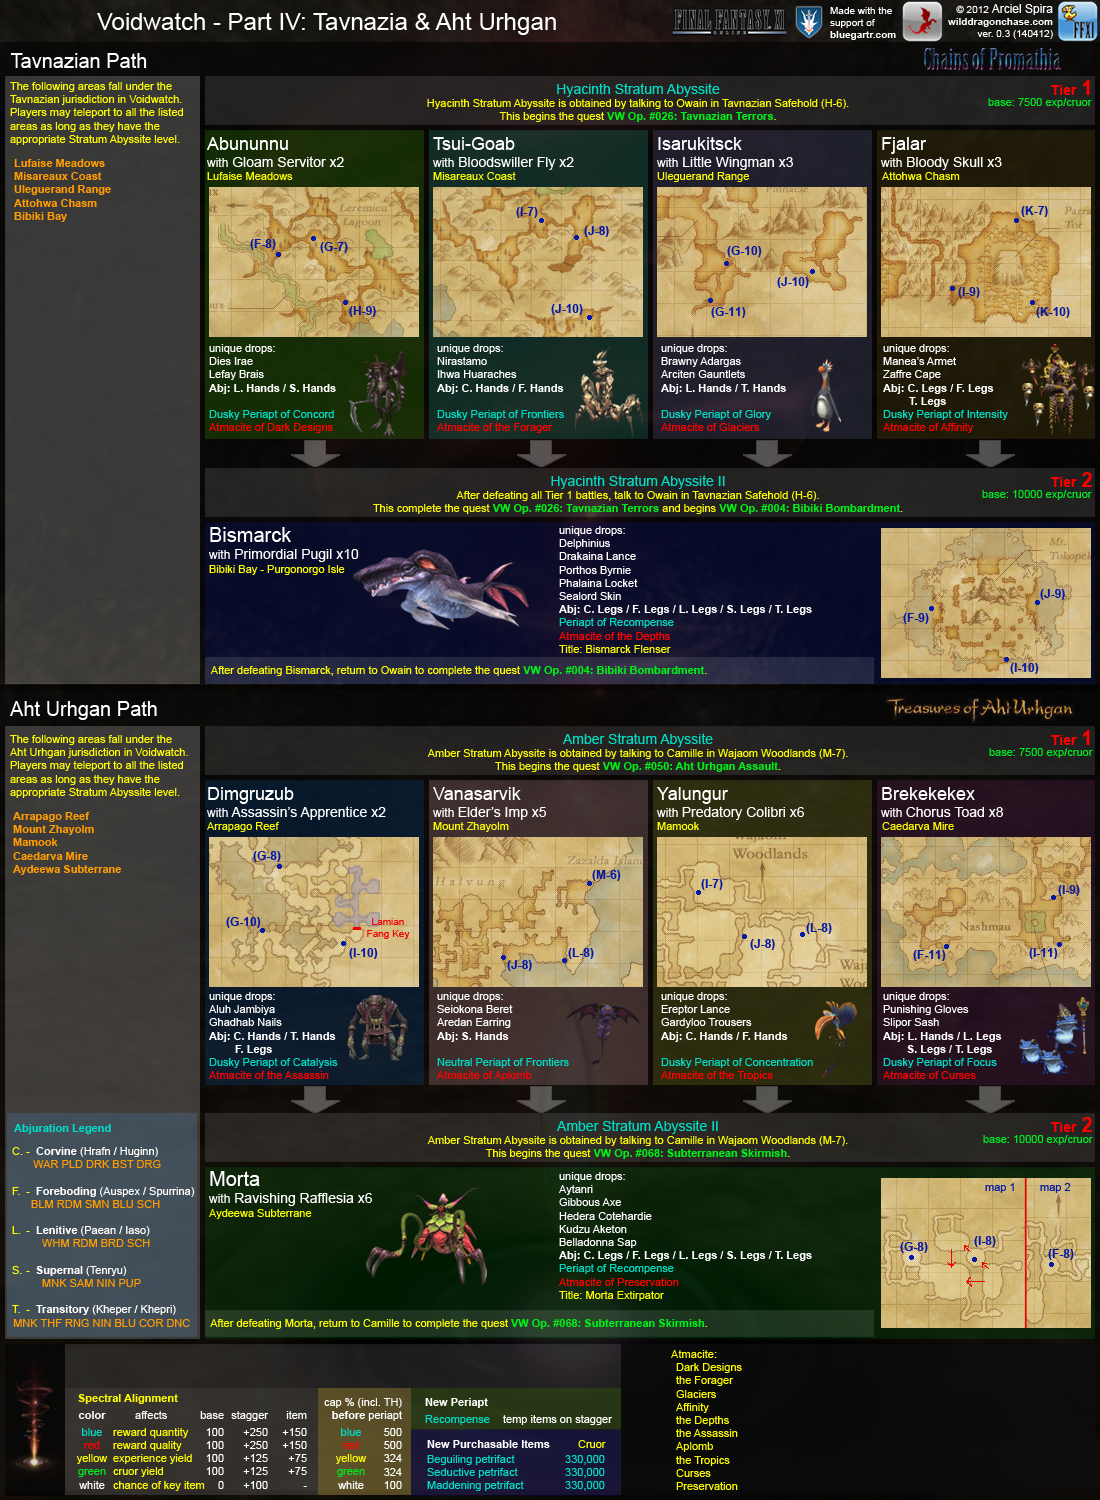 Voidwatch - Part IV: Tavnazia & Aht Urhgan
FINAL FANTASY XI
ONLINE
Made with the
support of
bluegartr.com
© 2012 Arciel Spira
wilddragonchase.com
ver. 0.3 (140412)
FFXI
Tavnazian Path
Chains of Promathia
The following areas fall under the
Tavnazian jurisdiction in Voidwatch.
Players may teleport to all the listed
areas as long as they have the
appropriate Stratum Abyssite level.
Lufaise Meadows
Misareaux Coast
Uleguerand Range
Attohwa Chasm
Bibiki Bay
Hyacinth Stratum Abyssite
Hyacinth Stratum Abyssite is obtained by talking to Owain in Tavnazian Safehold (H-6).
This begins the quest VW Op. #026: Tavnazian Terrors.
Tier 1
base: 7500 exp/cruor
Abununnu
with Gloam Servitor x2
Lufaise Meadows
Leremieu
Lagoon
(F-8)
(G-7)
(H-9)
unique drops:
Dies Irae
Lefay Brais
Abj: L. Hands / S. Hands
Dusky Periapt of Concord
Atmacite of Dark Designs
Tsui-Goab
with Bloodswiller Fly x2
Misareaux Coast
(I-7)
(J-8)
(J-10)
unique drops:
Nirastamo
Ihwa Huaraches
Abj: C. Hands / F. Hands
Dusky Periapt of Frontiers
Atmacite of the Forager
Isarukitsck
with Little Wingman x3
Uleguerand Range
Pinnacle
(G-10)
(J-10)
(G-11)
unique drops:
Brawny Adargas
Arciten Gauntlets
Abj: L. Hands / T. Hands
Dusky Periapt of Glory
Atmacite of Glaciers
Fjalar
with Bloody Skull x3
Attohwa Chasm
(K-7)
Tor
(I-9)
(K-10)
unique drops:
Manea's Armet
Zaffre Cape
Abj: C. Legs / F. Legs
T. Legs
Dusky Periapt of Intensity
Atmacite of Affinity
Hyacinth Stratum Abyssite II
After defeating all Tier 1 battles, talk to Owain in Tavnazian Safehold (H-6).
This complete the quest VW Op. #026: Tavnazian Terrors and begins VW Op. #004: Bibiki Bombardment.
Tier 2
base: 10000 exp/cruor
Bismarck
with Primordial Pugil x10
Bibiki Bay - Purgonorgo Isle
unique drops:
Delphinius
Drakaina Lance
Porthos Byrnie
Phalaina Locket
Sealord Skin
Abj: C. Legs / F. Legs / L. Legs / S. Legs / T. Legs
Periapt of Recompense
Atmacite of the Depths
Title: Bismarck Flenser
Mt.
(J-9)
(F-9)
(I-10)
After defeating Bismarck, return to Owain to complete the quest VW Op. #004: Bibiki Bombardment.
Aht Urhgan Path
Treasures of Aht Urhgan
The following areas fall under the
Aht Urhgan jurisdiction in Voidwatch.
Players may teleport to all the listed
areas as long as they have the
appropriate Stratum Abyssite level.
Arrapago Reef
Mount Zhayolm
Mamook
Caedarva Mire
Aydeewa Subterrane
Amber Stratum Abyssite
Amber Stratum Abyssite is obtained by talking to Camille in Wajaom Woodlands (M-7).
This begins the quest VW Op. #050: Aht Urhgan Assault.
Tier 1
base: 7500 exp/cruor
Dimgruzub
with Assassin's Apprentice x2
Arrapago Reef
(G-8)
(G-10)
Lamian
Fang Key
(I-10)
unique drops:
Aluh Jambiya
Ghadhab Nails
Abj: C. Hands / T. Hands
F. Legs
Dusky Periapt of Catalysis
Atmacite of the Assassin
Vanasarvik
with Elder's Imp x5
Mount Zhayolm
Zazalda Island
(M-6)
Halvung
(J-8)
(L-8)
unique drops:
Seiokona Beret
Aredan Earring
Abj: S. Hands
Neutral Periapt of Frontiers
Atmacite of Aplomb
Yalungur
with Predatory Colibri x6
Mamook
Woodlands
(I-7)
(J-8)
(L-8)
unique drops:
Ereptor Lance
Gardyloo Trousers
Abj: C. Hands / F. Hands
Dusky Periapt of Concentration
Atmacite of the Tropics
Brekekekex
with Chorus Toad x8
Caedarva Mire
(I-9)
Nashmau
(F-11)
(I-11)
unique drops:
Punishing Gloves
Slipor Sash
Abj: L. Hands / L. Legs
S. Legs / T. Legs
Dusky Periapt of Focus
Atmacite of Curses
Amber Stratum Abyssite II
Amber Stratum Abyssite is obtained by talking to Camille in Wajaom Woodlands (M-7).
This begins the quest VW Op. #068: Subterranean Skirmish.
Tier 2
base: 10000 exp/cruor
Morta
with Ravishing Rafflesia x6
Aydeewa Subterrane
unique drops:
Aytanri
Gibbous Axe
Hedera Cotehardie
Kudzu Aketon
Belladonna Sap
Abj: C. Legs / F. Legs / L. Legs / S. Legs / T. Legs
Periapt of Recompense
Atmacite of Preservation
Title: Morta Extirpator
map 1
map 2
(G-8)
(I-8)
(F-8)
After defeating Morta, return to Camille to complete the quest VW Op. #068: Subterranean Skirmish.
Abjuration Legend
C. - Corvine (Hrafn / Huginn)
WAR PLD DRK BST DRG
F. - Foreboding (Auspex / Spurrina)
BLM RDM SMN BLU SCH
L. - Lenitive (Paean / Iaso)
WHM RDM BRD SCH
S. - Supernal (Tenryu)
MNK SAM NIN PUP
T. - Transitory (Kheper / Khepri)
MNK THF RNG NIN BLU COR DNC
Spectral Alignment
color affects base stagger item
blue reward quantity 100 +250 +150
red reward quality 100 +250 +150
yellow experience yield 100 +125 +75
green cruor yield 100 +125 +75
white chance of key item 0 +100 -
cap % (incl. TH)
before periapt
blue 500
red 500
yellow 324
green 324
white 100
New Periapt
Recompense temp items on stagger
New Purchasable Items Cruor
Beguiling petrifact 330,000
Seductive petrifact 330,000
Maddening petrifact 330,000
Atmacite:
Dark Designs
the Forager
Glaciers
Affinity
the Depths
the Assassin
Aplomb
the Tropics
Curses
Preservation